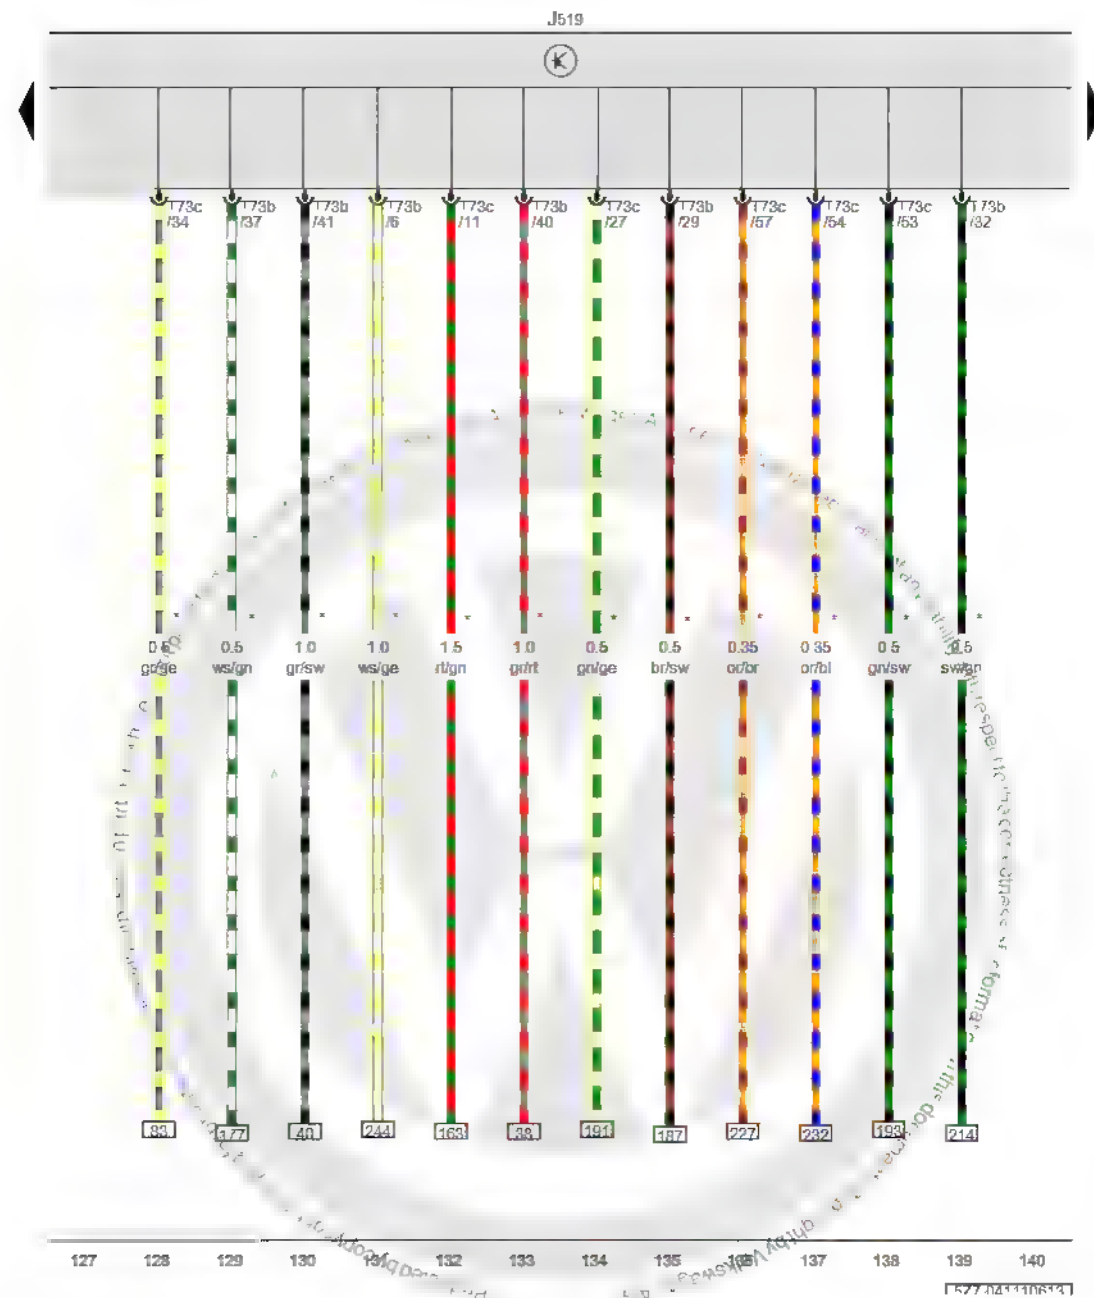 J519
K
T73c T73b T73b T73b T73c T73b T73c T73b T73c T73c T73c T73b
/34 /37 /41 /6 /11 /40 /27 /29 /57 /54 /53 /32
* * * * * * * * * * * *
0.5 0.5 1.0 1.0 1.5 1.0 0.5 0.5 0.35 0.35 0.5 0.5
gr/ge ws/gn gr/sw ws/ge rt/gn gr/rt gn/ge br/sw or/br or/bl gn/sw sw/gn
83 177 40 244 163 38 191 187 227 232 193 214
127 128 129 130 131 132 133 134 135 136 137 138 139 140
577-041110613